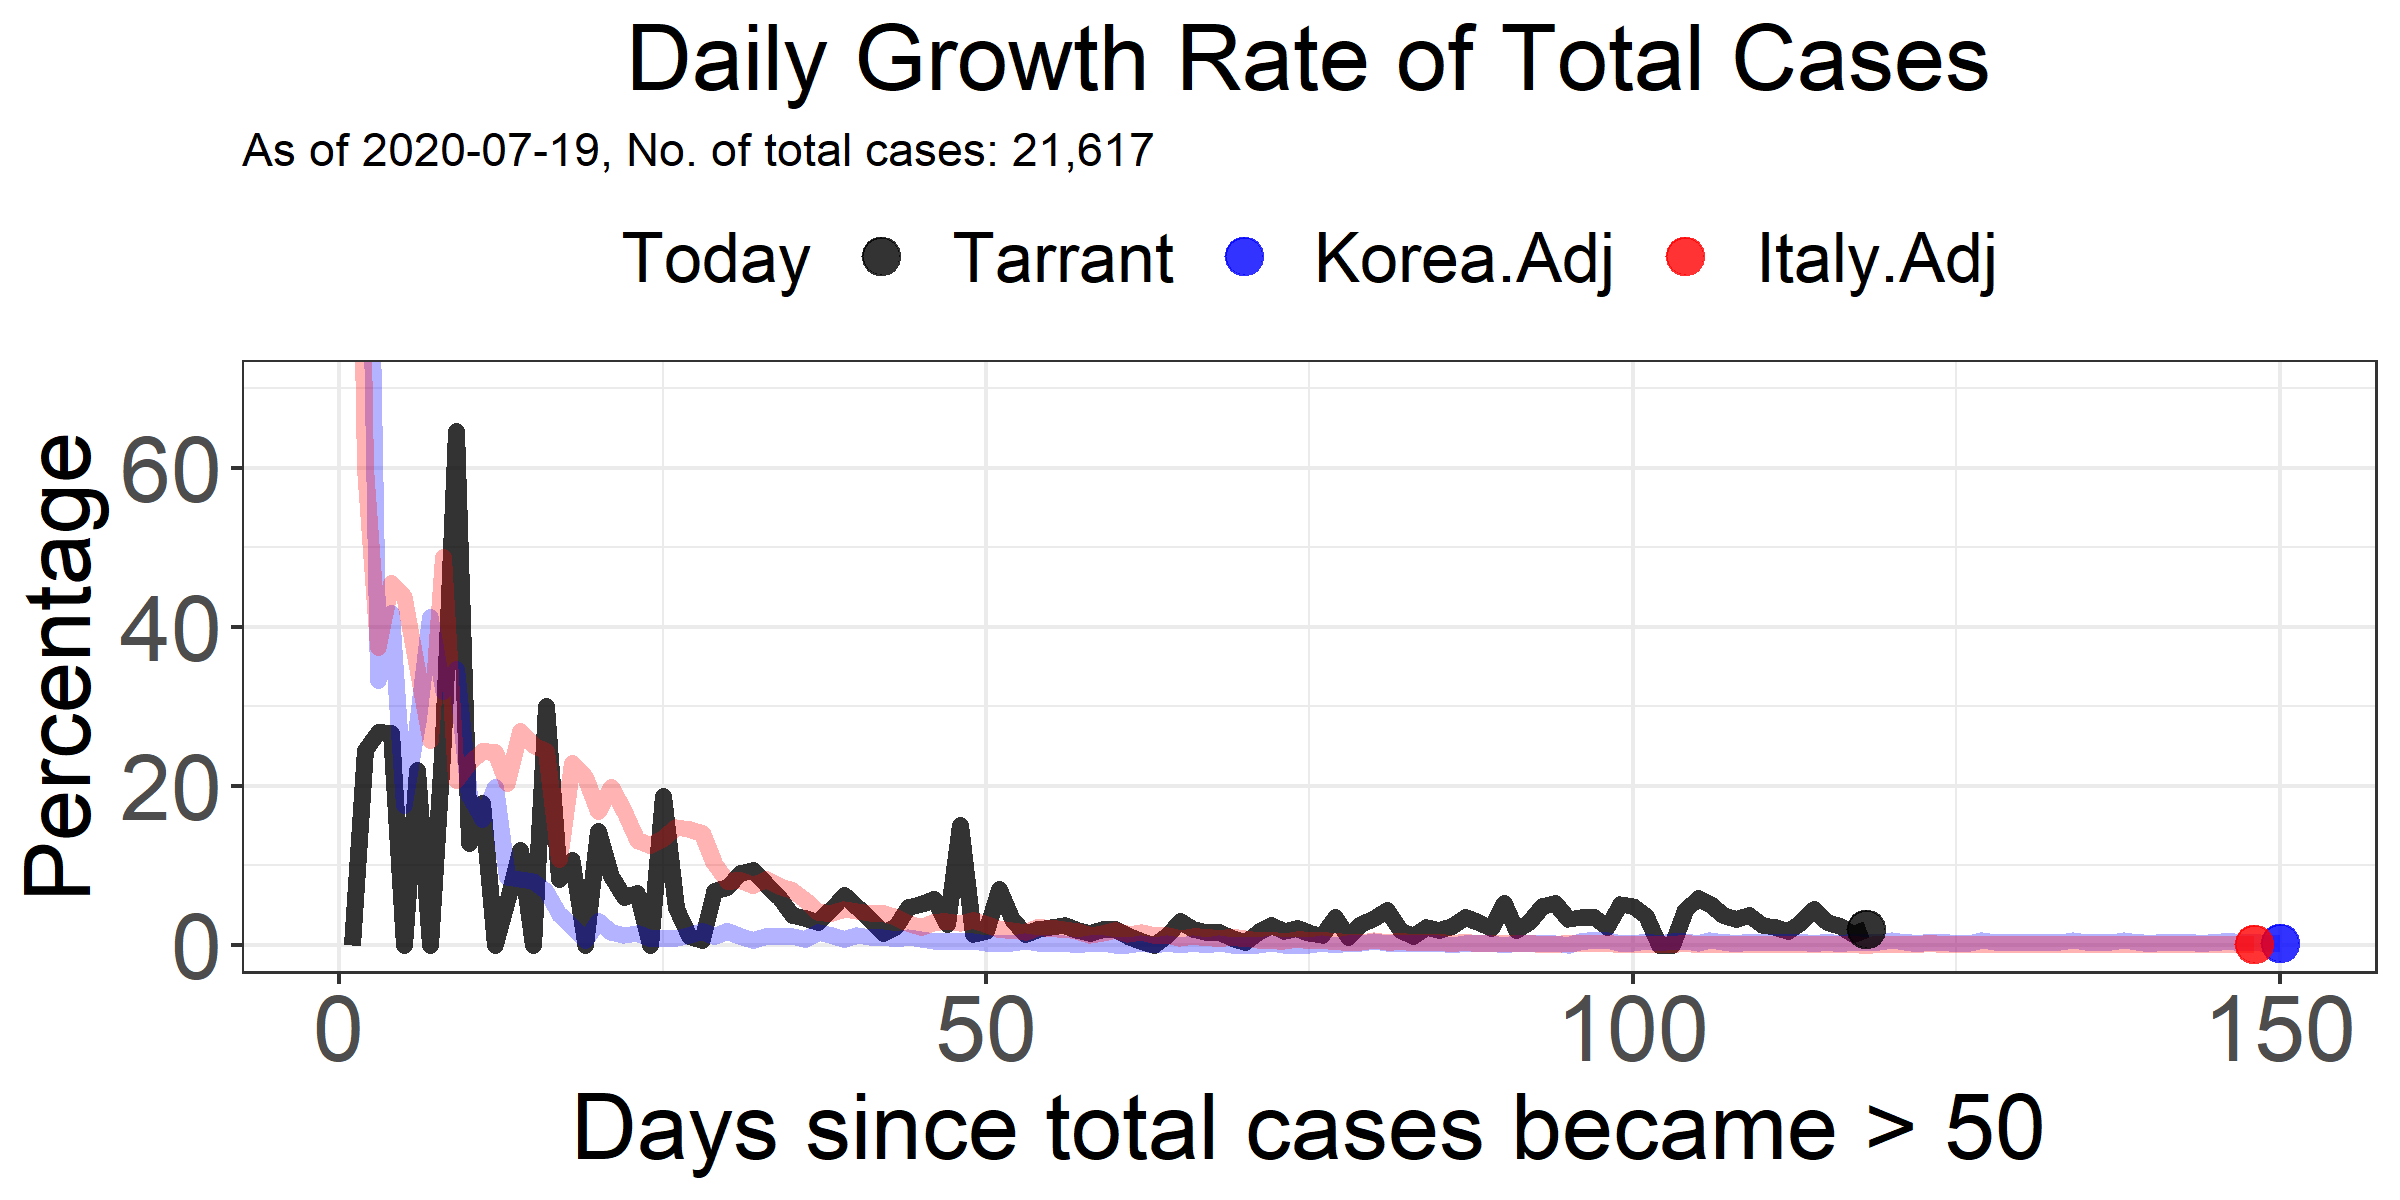 Daily Growth Rate of Total Cases
As of 2020-07-19, No. of total cases: 21,617
Today Tarrant Korea.Adj Italy.Adj
Percentage
60
40
20
0
0 50 100 150
Days since total cases became > 50